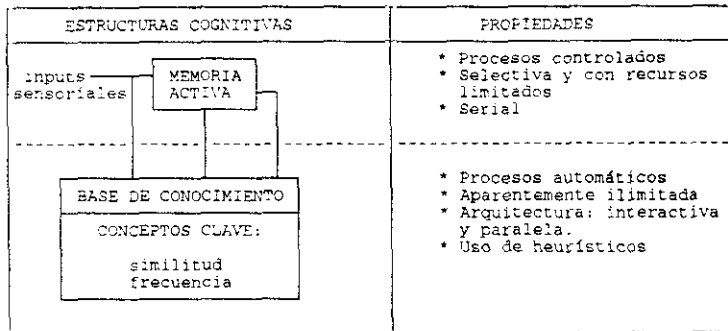 ESTRUCTURAS COGNITIVAS
PROPIEDADES
inputs
sensoriales
MEMORIA
ACTIVA
* Procesos controlados
* Selectiva y con recursos
limitados
* Serial
BASE DE CONOCIMIENTO
CONCEPTOS CLAVE:
similitud
frecuencia
* Procesos automáticos
* Aparentemente ilimitada
* Arquitectura: interactiva
y paralela.
* Uso de heurísticos